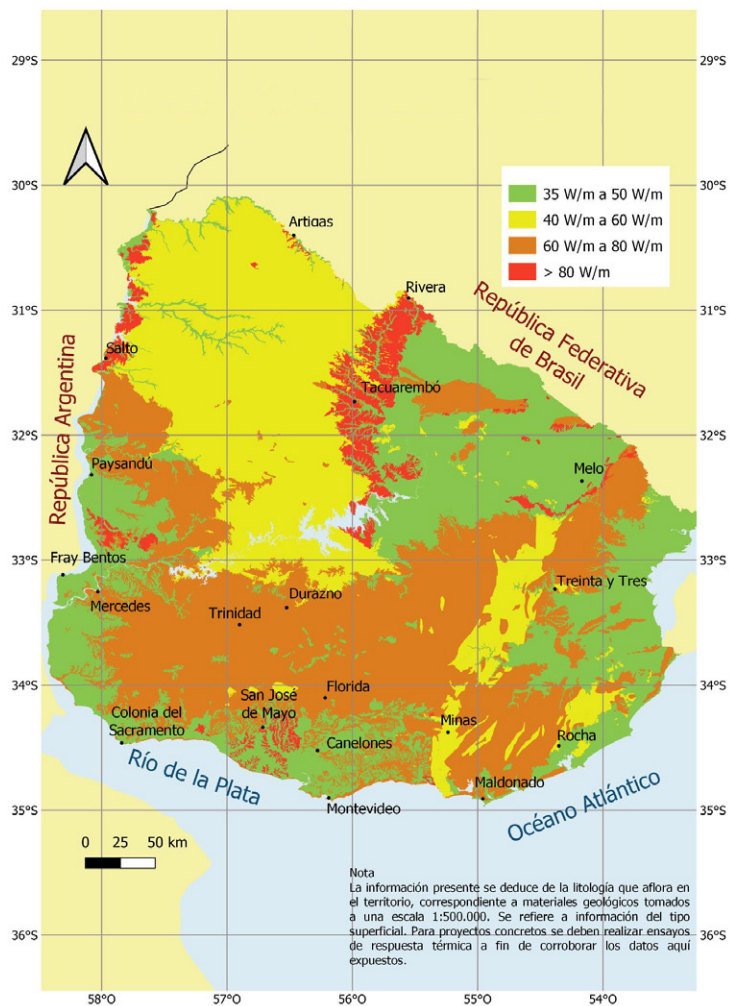 29°S
29°S
30°S
30°S
31°S
31°S
32°S
32°S
33°S
33°S
34°S
34°S
35°S
35°S
36°S
36°S
35 W/m a 50 W/m
40 W/m a 60 W/m
60 W/m a 80 W/m
> 80 W/m
Artigas
Rivera
República Federativa
de Brasil
República Argentina
Salto
Tacuarembó
Paysandú
Melo
Fray Bentos
Mercedes
Durazno
Trinidad
Treinta y Tres
Florida
San José
de Mayo
Colonia del
Sacramento
Canelones
Minas
Rocha
Maldonado
Montevideo
Río de la Plata
Océano Atlántico
0 25 50 km
Nota
La información presente se deduce de la litología que aflora en
el territorio, correspondiente a materiales geológicos tomados
a una escala 1:500.000. Se refiere a información del tipo
superficial. Para proyectos concretos se deben realizar ensayos
de respuesta térmica a fin de corroborar los datos aquí
expuestos.
58°O
57°O
56°O
55°O
54°O